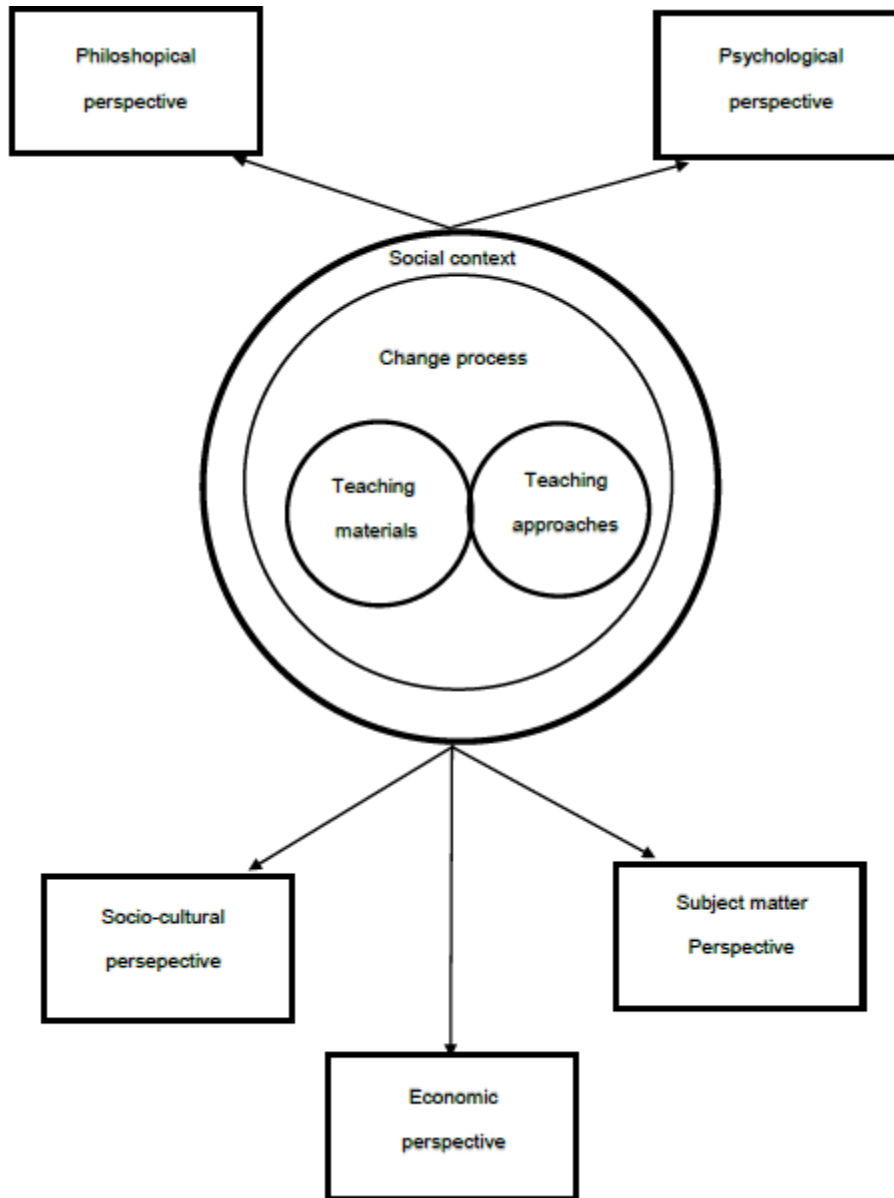 Philoshopical
perspective
Psychological
perspective
Social context
Change process
Teaching
materials
Teaching
approaches
Socio-cultural
persepective
Subject matter
Perspective
Economic
perspective